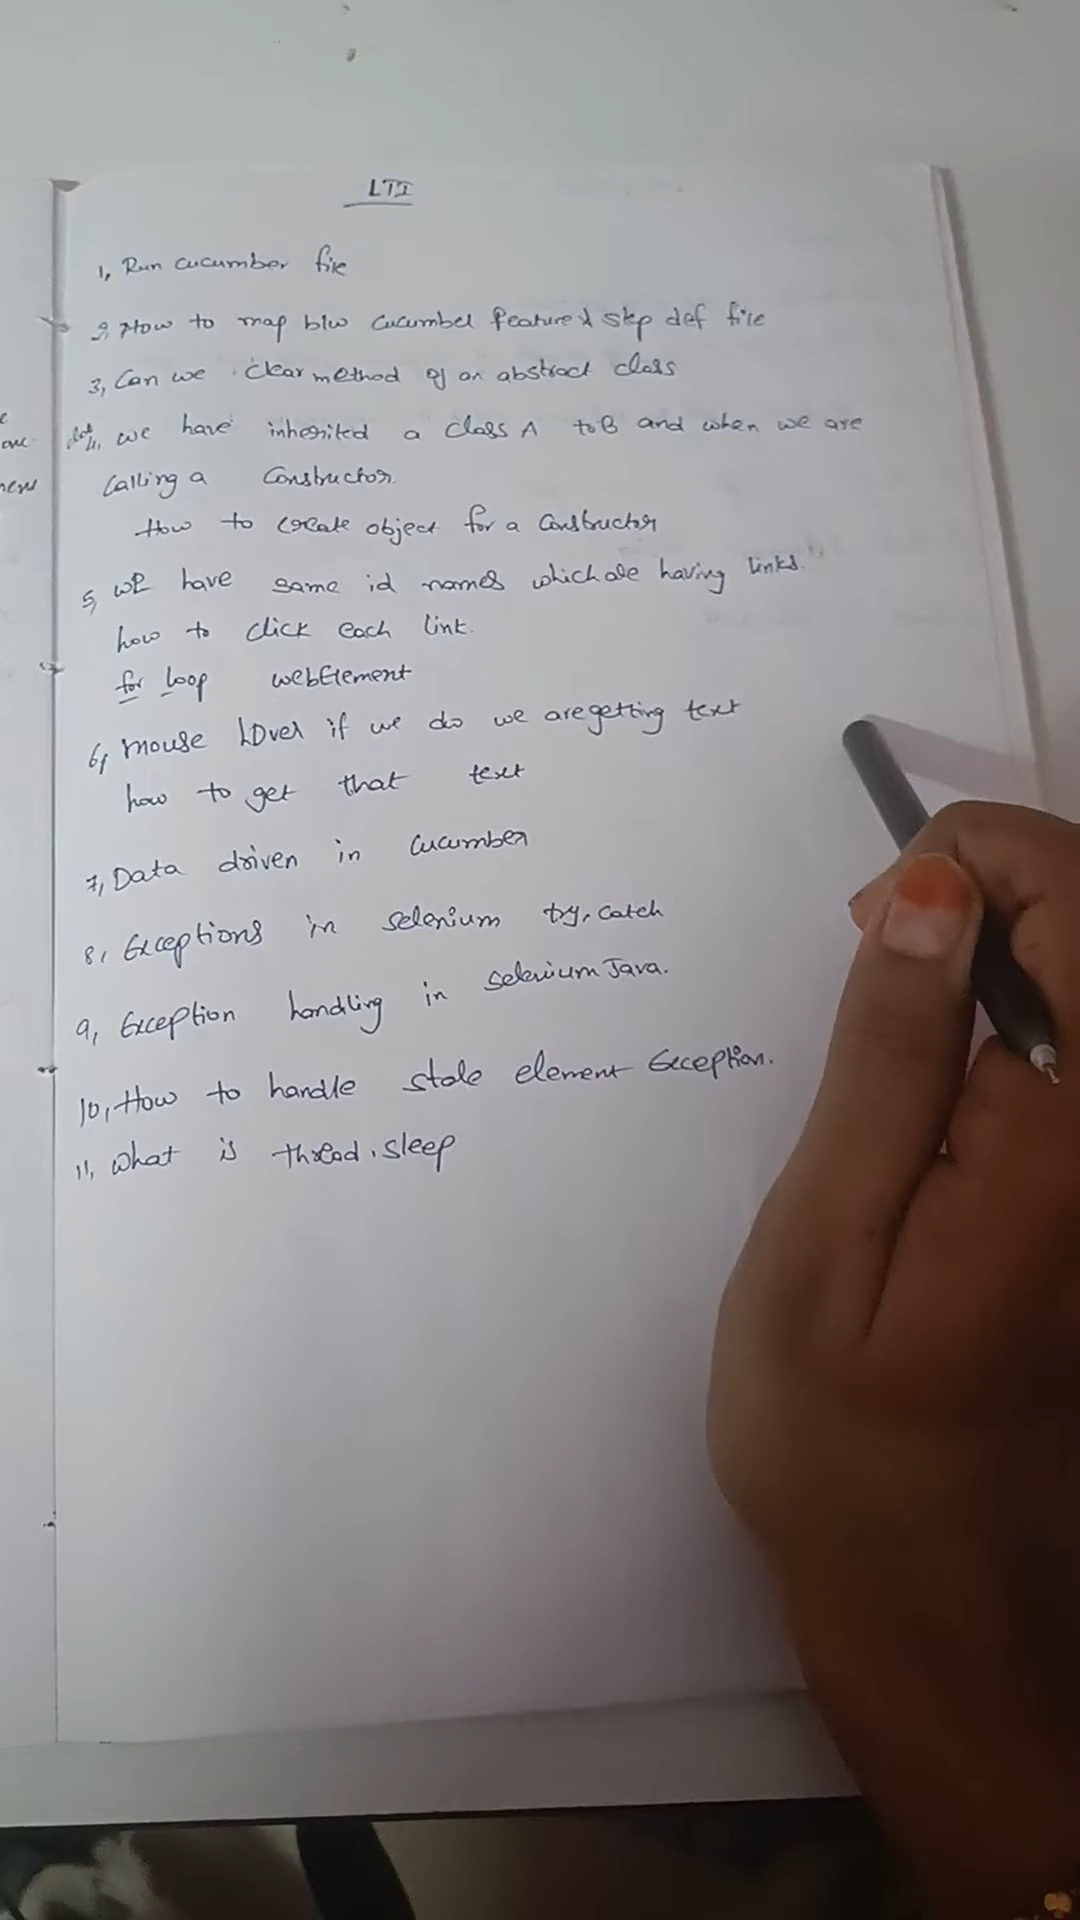 LTI
1, Run cucumber file
2, How to map b/w cucumber feature & step def file
3, Can we clear method of an abstract class
4, we have inherited a class A to B and when we are
calling a constructor.
How to create object for a constructor
5, we have same id names which are having links.
how to click each link.
for loop webElement
6, mouse hover if we do we are getting text
how to get that text
7, Data driven in cucumber
8, Exceptions in selenium try, catch
9, Exception handling in selenium Java.
10, How to handle stale element Exception.
11, what is thread.sleep